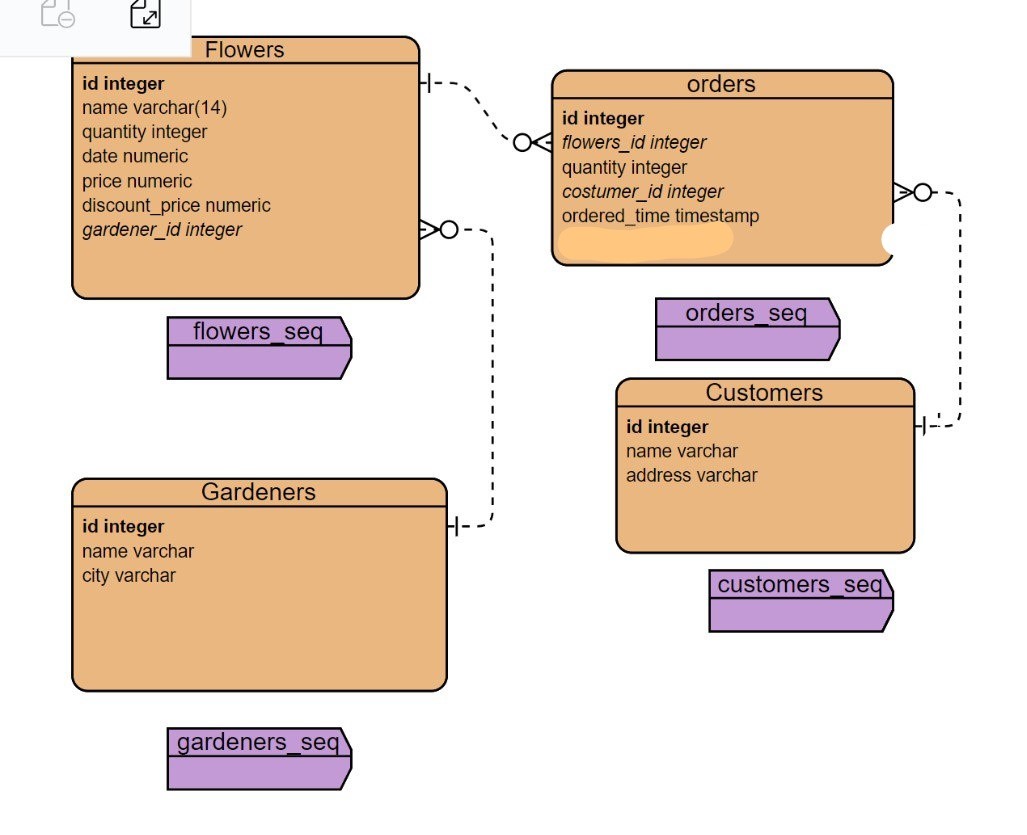 Flowers
id integer
name varchar(14)
quantity integer
date numeric
price numeric
discount_price numeric
gardener_id integer
flowers_seq
orders
id integer
flowers_id integer
quantity integer
costumer_id integer
ordered_time timestamp
orders_seq
Customers
id integer
name varchar
address varchar
customers_seq
Gardeners
id integer
name varchar
city varchar
gardeners_seq